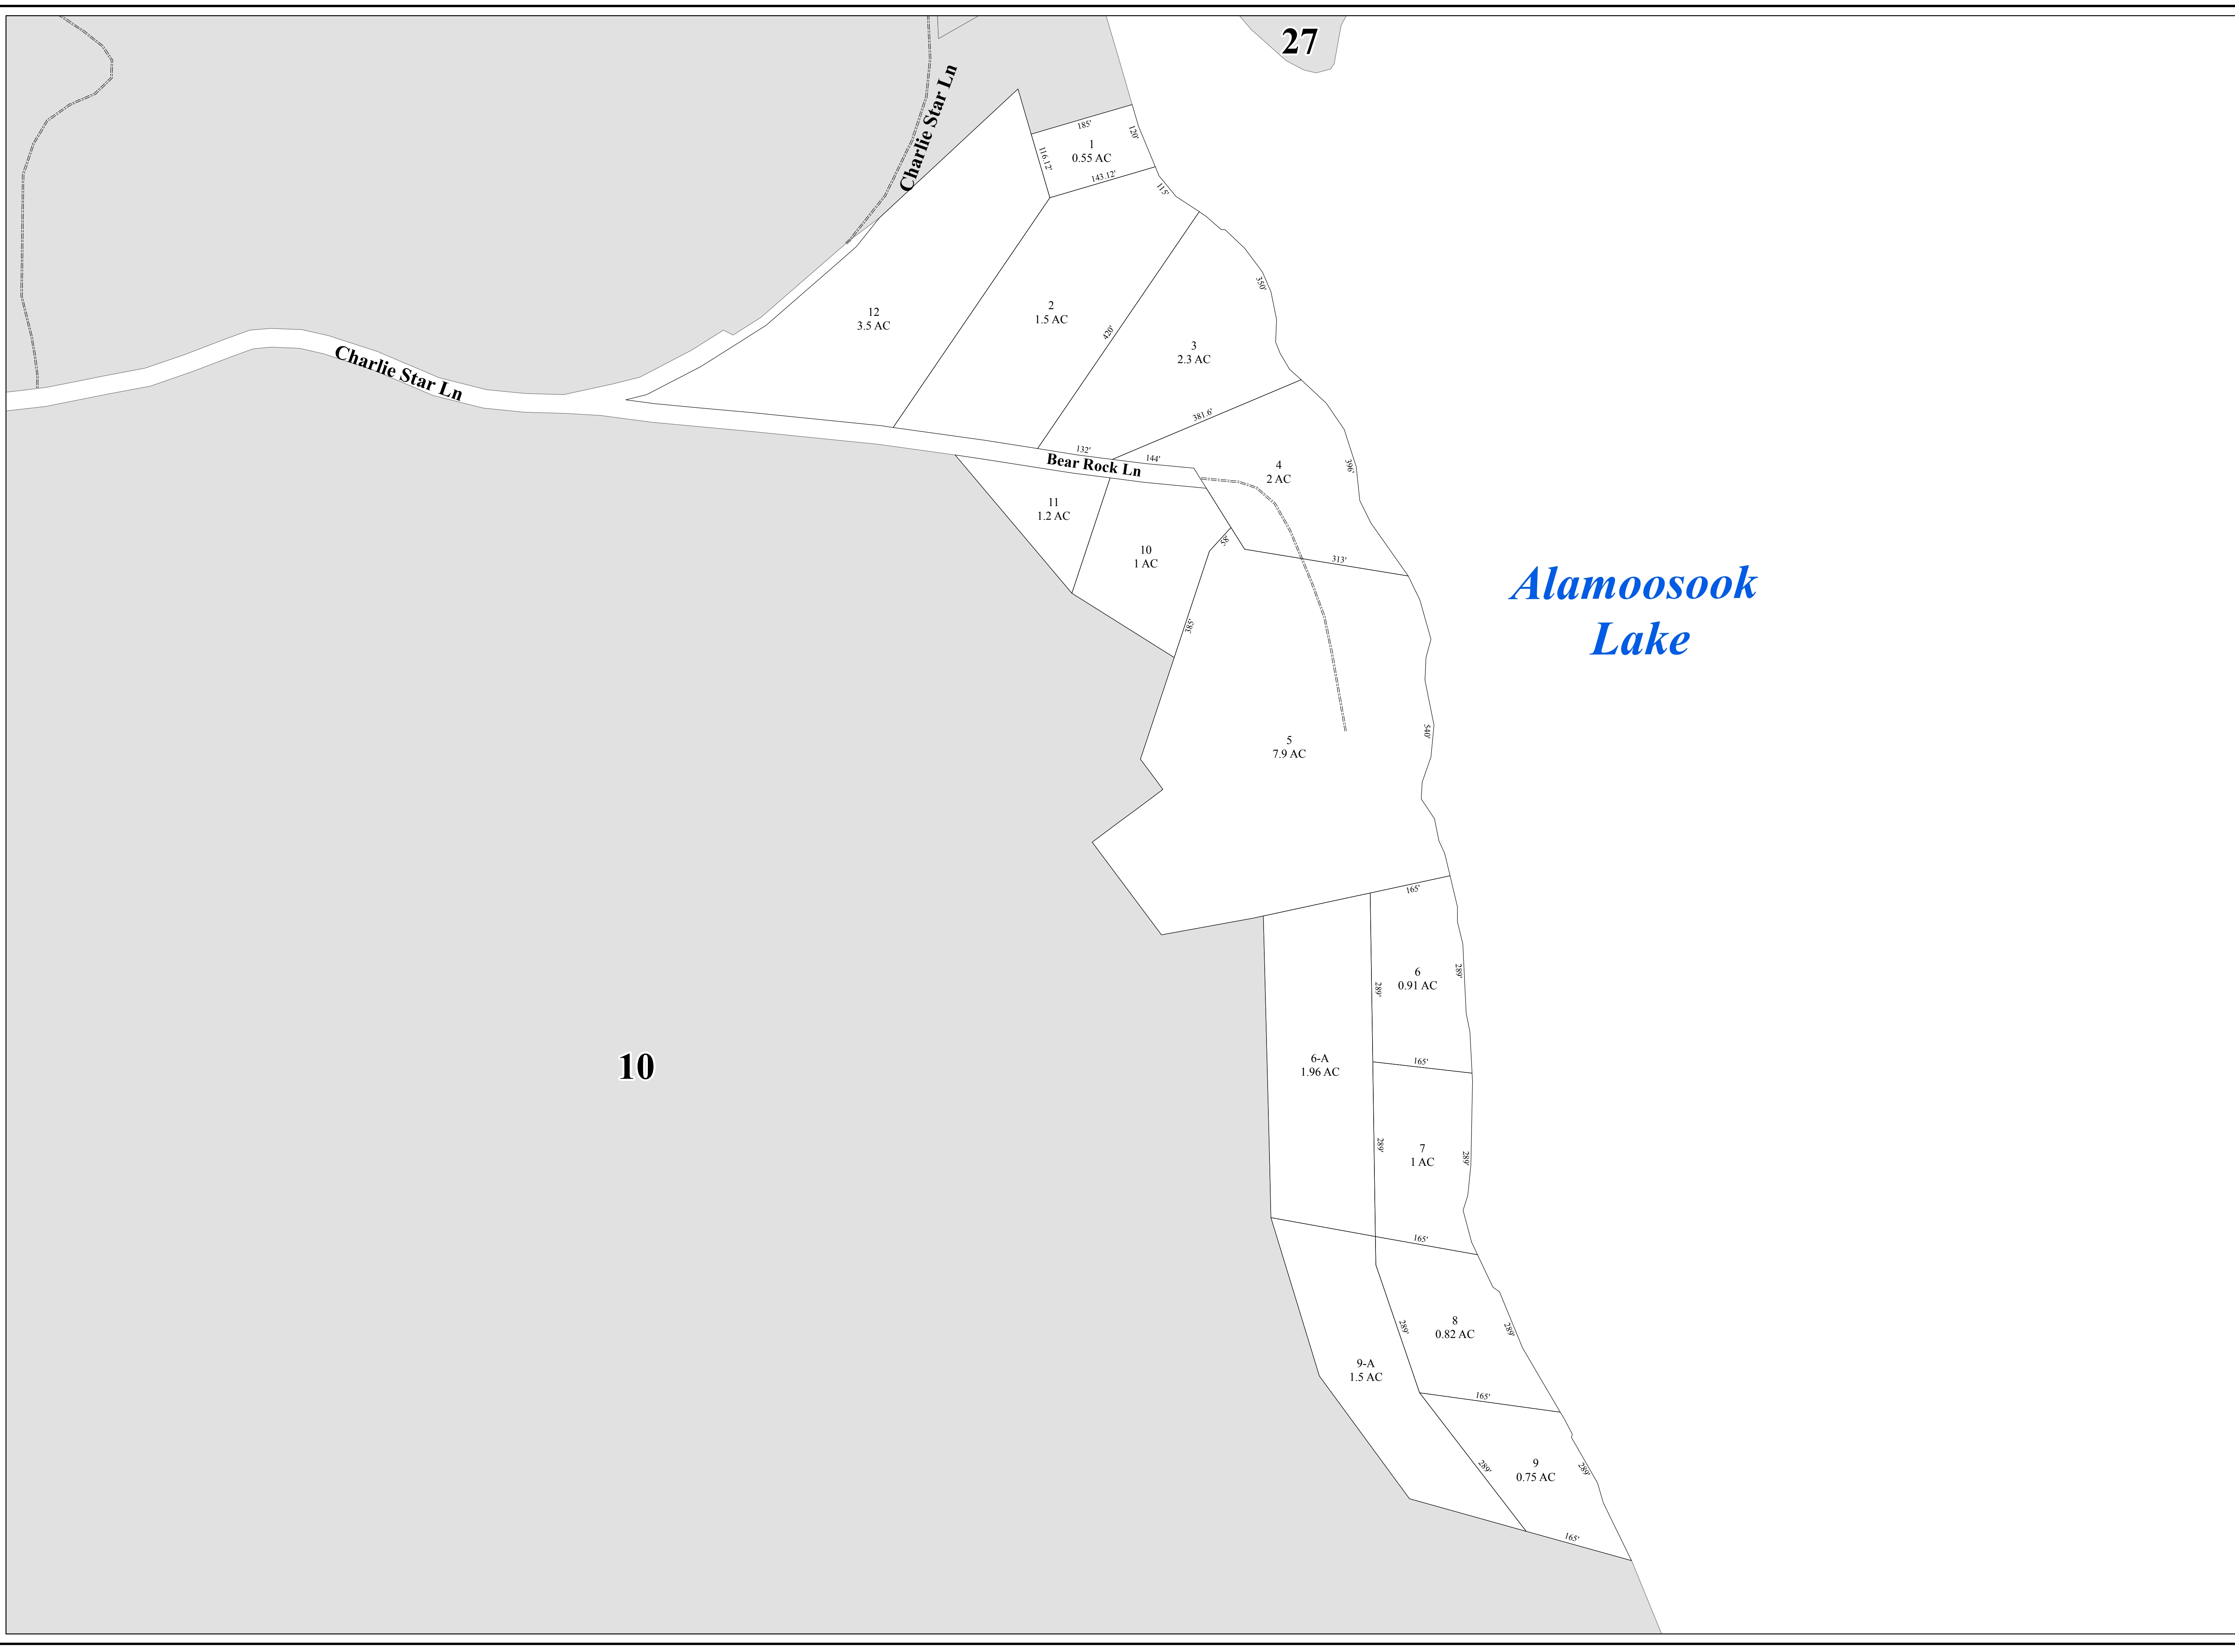 27
Charlie Star Ln
185'
120'
1
0.55 AC
116.12'
143.12'
115'
350'
12
3.5 AC
2
1.5 AC
420'
3
2.3 AC
Charlie Star Ln
381.6'
132'
144'
Bear Rock Ln
4
2 AC
396'
11
1.2 AC
10
1 AC
56'
313'
Alamoosook
Lake
385'
5
7.9 AC
540'
165'
6
0.91 AC
289'
289'
10
6-A
1.96 AC
165'
289'
7
1 AC
289'
165'
289'
8
0.82 AC
289'
9-A
1.5 AC
165'
289'
9
0.75 AC
289'
165'